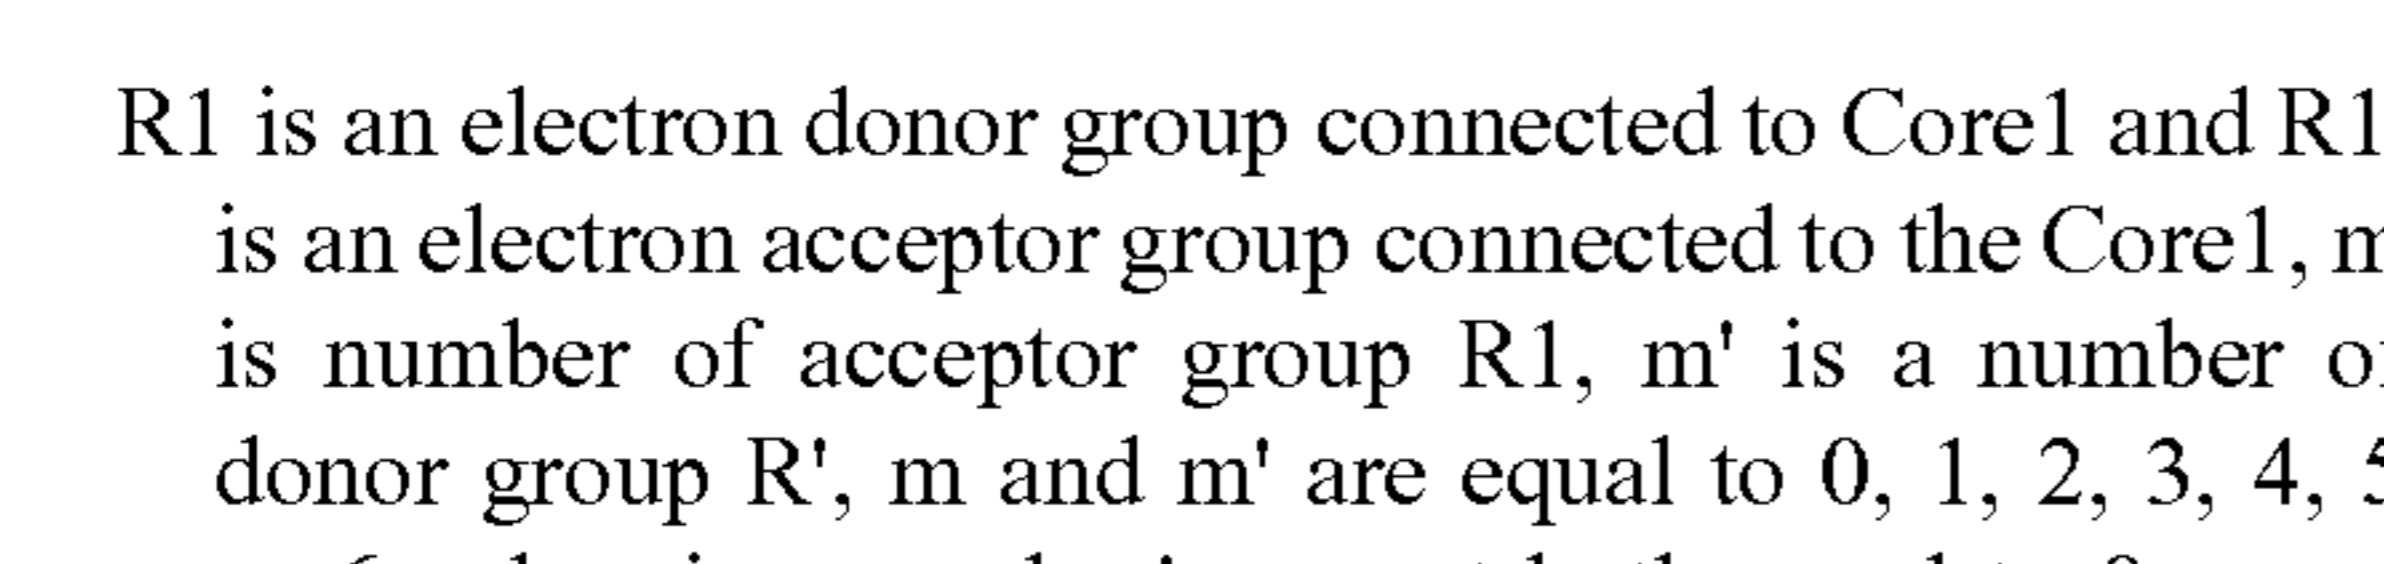 R1 is an electron donor group connected to Core1 and R1
is an electron acceptor group connected to the Core1, m
is number of acceptor group R1, m' is a number of
donor group R', m and m' are equal to 0, 1, 2, 3, 4, 5